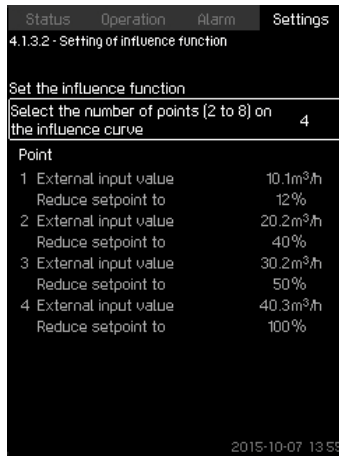 Status Operation Alarm Settings
4.1.3.2 - Setting of influence function
Set the influence function
Select the number of points (2 to 8) on
the influence curve 4
Point
1 External input value 10.1m³/h
Reduce setpoint to 12%
2 External input value 20.2m³/h
Reduce setpoint to 40%
3 External input value 30.2m³/h
Reduce setpoint to 50%
4 External input value 40.3m³/h
Reduce setpoint to 100%
2015-10-07 13:55